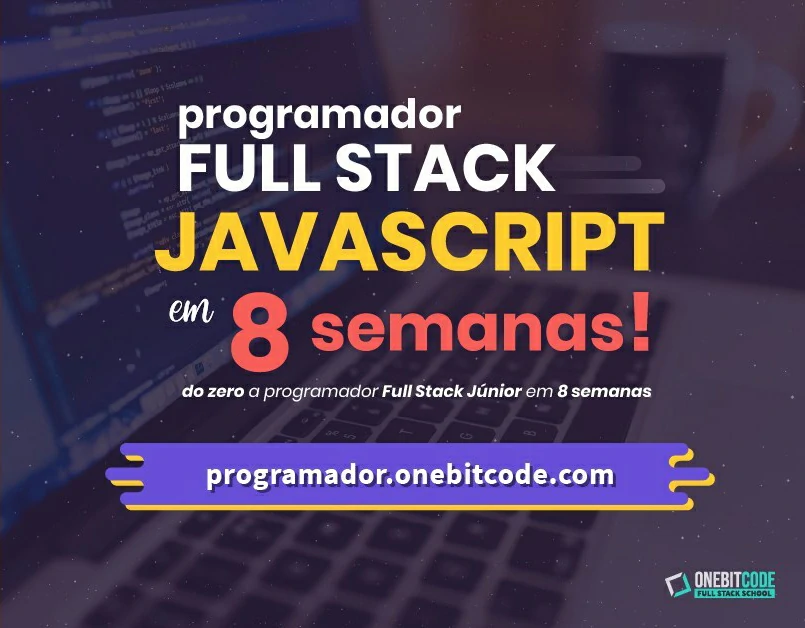 programador
FULL STACK
JAVASCRIPT
em 8 semanas!
do zero a programador Full Stack Júnior em 8 semanas
programador.onebitcode.com
ONEBITCODE
FULL STACK SCHOOL